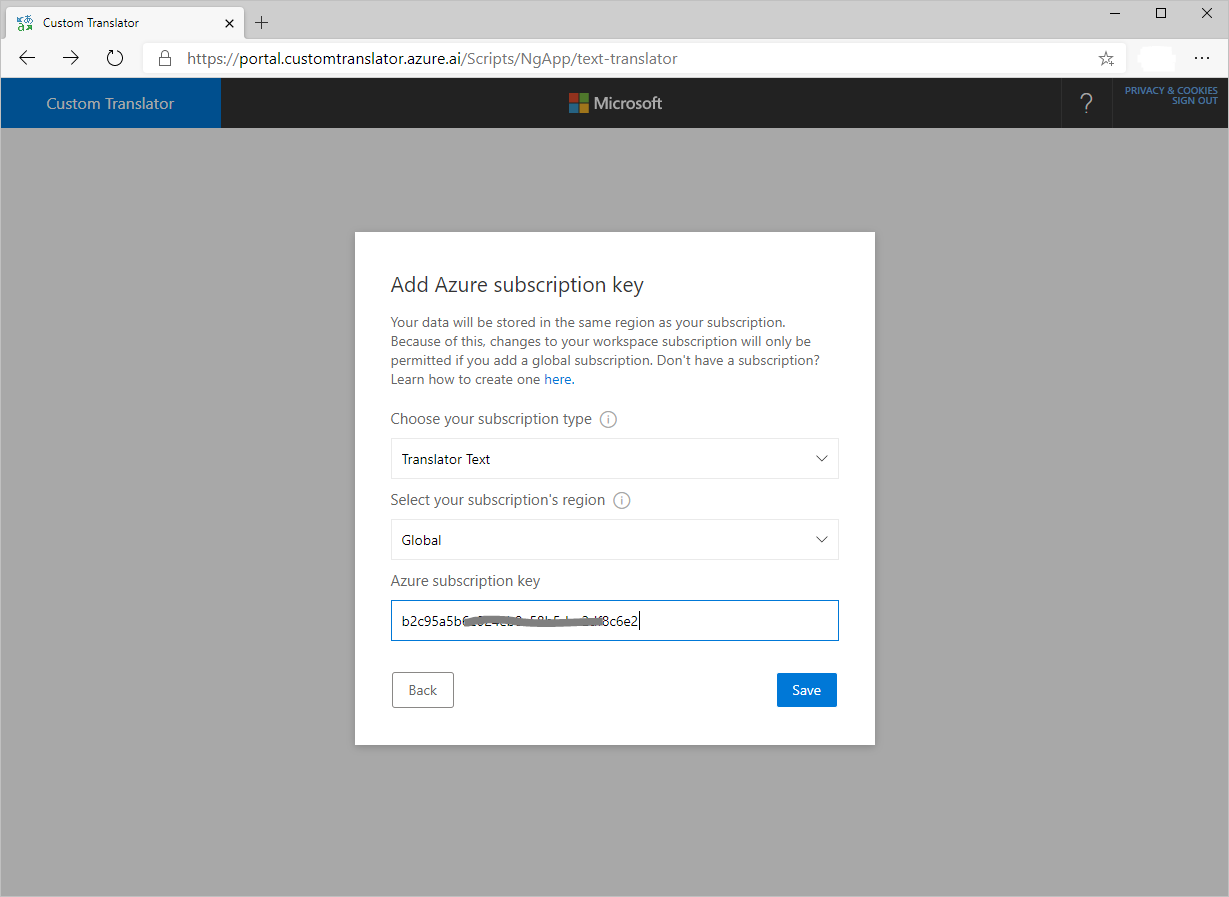 Custom Translator
https://portal.customtranslator.azure.ai/Scripts/NgApp/text-translator
Custom Translator
Microsoft
?
PRIVACY & COOKIES
SIGN OUT
Add Azure subscription key
Your data will be stored in the same region as your subscription.
Because of this, changes to your workspace subscription will only be
permitted if you add a global subscription. Don't have a subscription?
Learn how to create one here.
Choose your subscription type
Translator Text
Select your subscription's region
Global
Azure subscription key
Back
Save